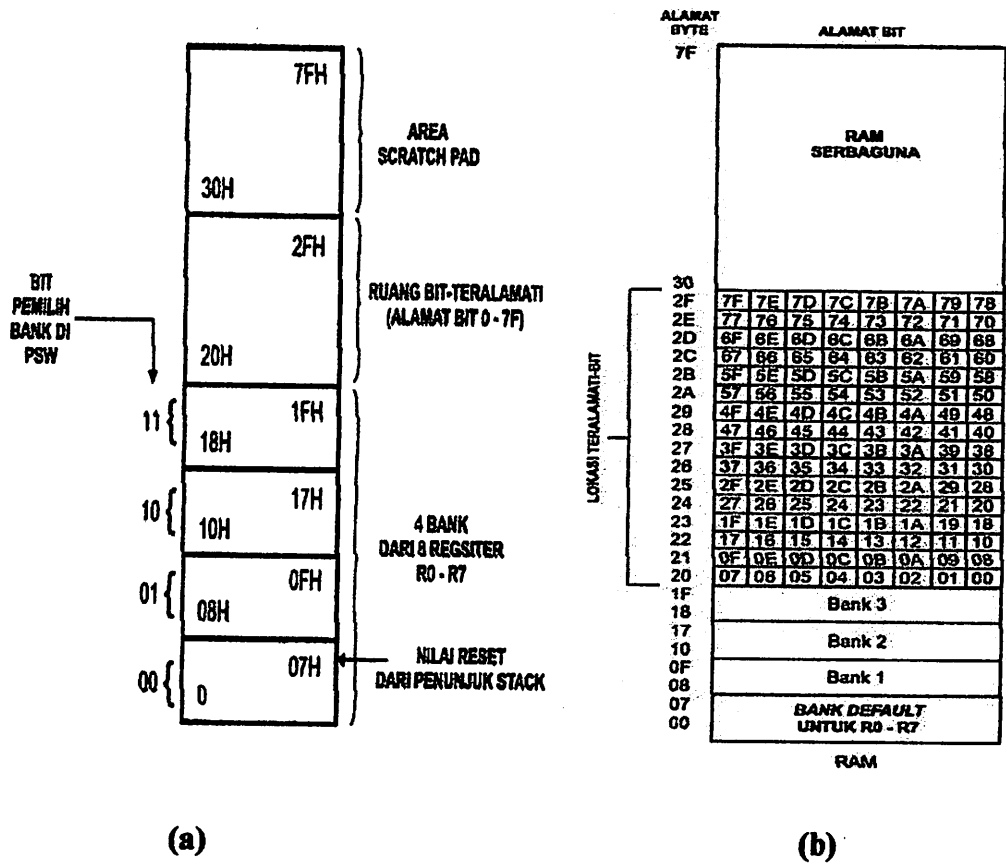 7FH
30H
AREA
SCRATCH PAD
2FH
20H
RUANG BIT-TERALAMATI
(ALAMAT BIT 0 - 7F)
BIT
PEMILIH
BANK DI
PSW
11 {
1FH
18H
10 {
17H
10H
01 {
0FH
08H
00 {
07H
0
4 BANK
DARI 8 REGSITER
R0 - R7
NILAI RESET
DARI PENUNJUK STACK
(a)
ALAMAT
BYTE
ALAMAT BIT
7F
RAM
SERBAGUNA
30
LOKASI TERALAMATI-BIT
2F 7F 7E 7D 7C 7B 7A 79 78
2E 77 76 75 74 73 72 71 70
2D 6F 6E 6D 6C 6B 6A 69 68
2C 67 66 65 64 63 62 61 60
2B 5F 5E 5D 5C 5B 5A 59 58
2A 57 56 55 54 53 52 51 50
29 4F 4E 4D 4C 4B 4A 49 48
28 47 46 45 44 43 42 41 40
27 3F 3E 3D 3C 3B 3A 39 38
26 37 36 35 34 33 32 31 30
25 2F 2E 2D 2C 2B 2A 29 28
24 27 26 25 24 23 22 21 20
23 1F 1E 1D 1C 1B 1A 19 18
22 17 16 15 14 13 12 11 10
21 0F 0E 0D 0C 0B 0A 09 08
20 07 06 05 04 03 02 01 00
1F
18
Bank 3
17
10
Bank 2
0F
08
Bank 1
07
00
BANK DEFAULT
UNTUK R0 - R7
RAM
(b)